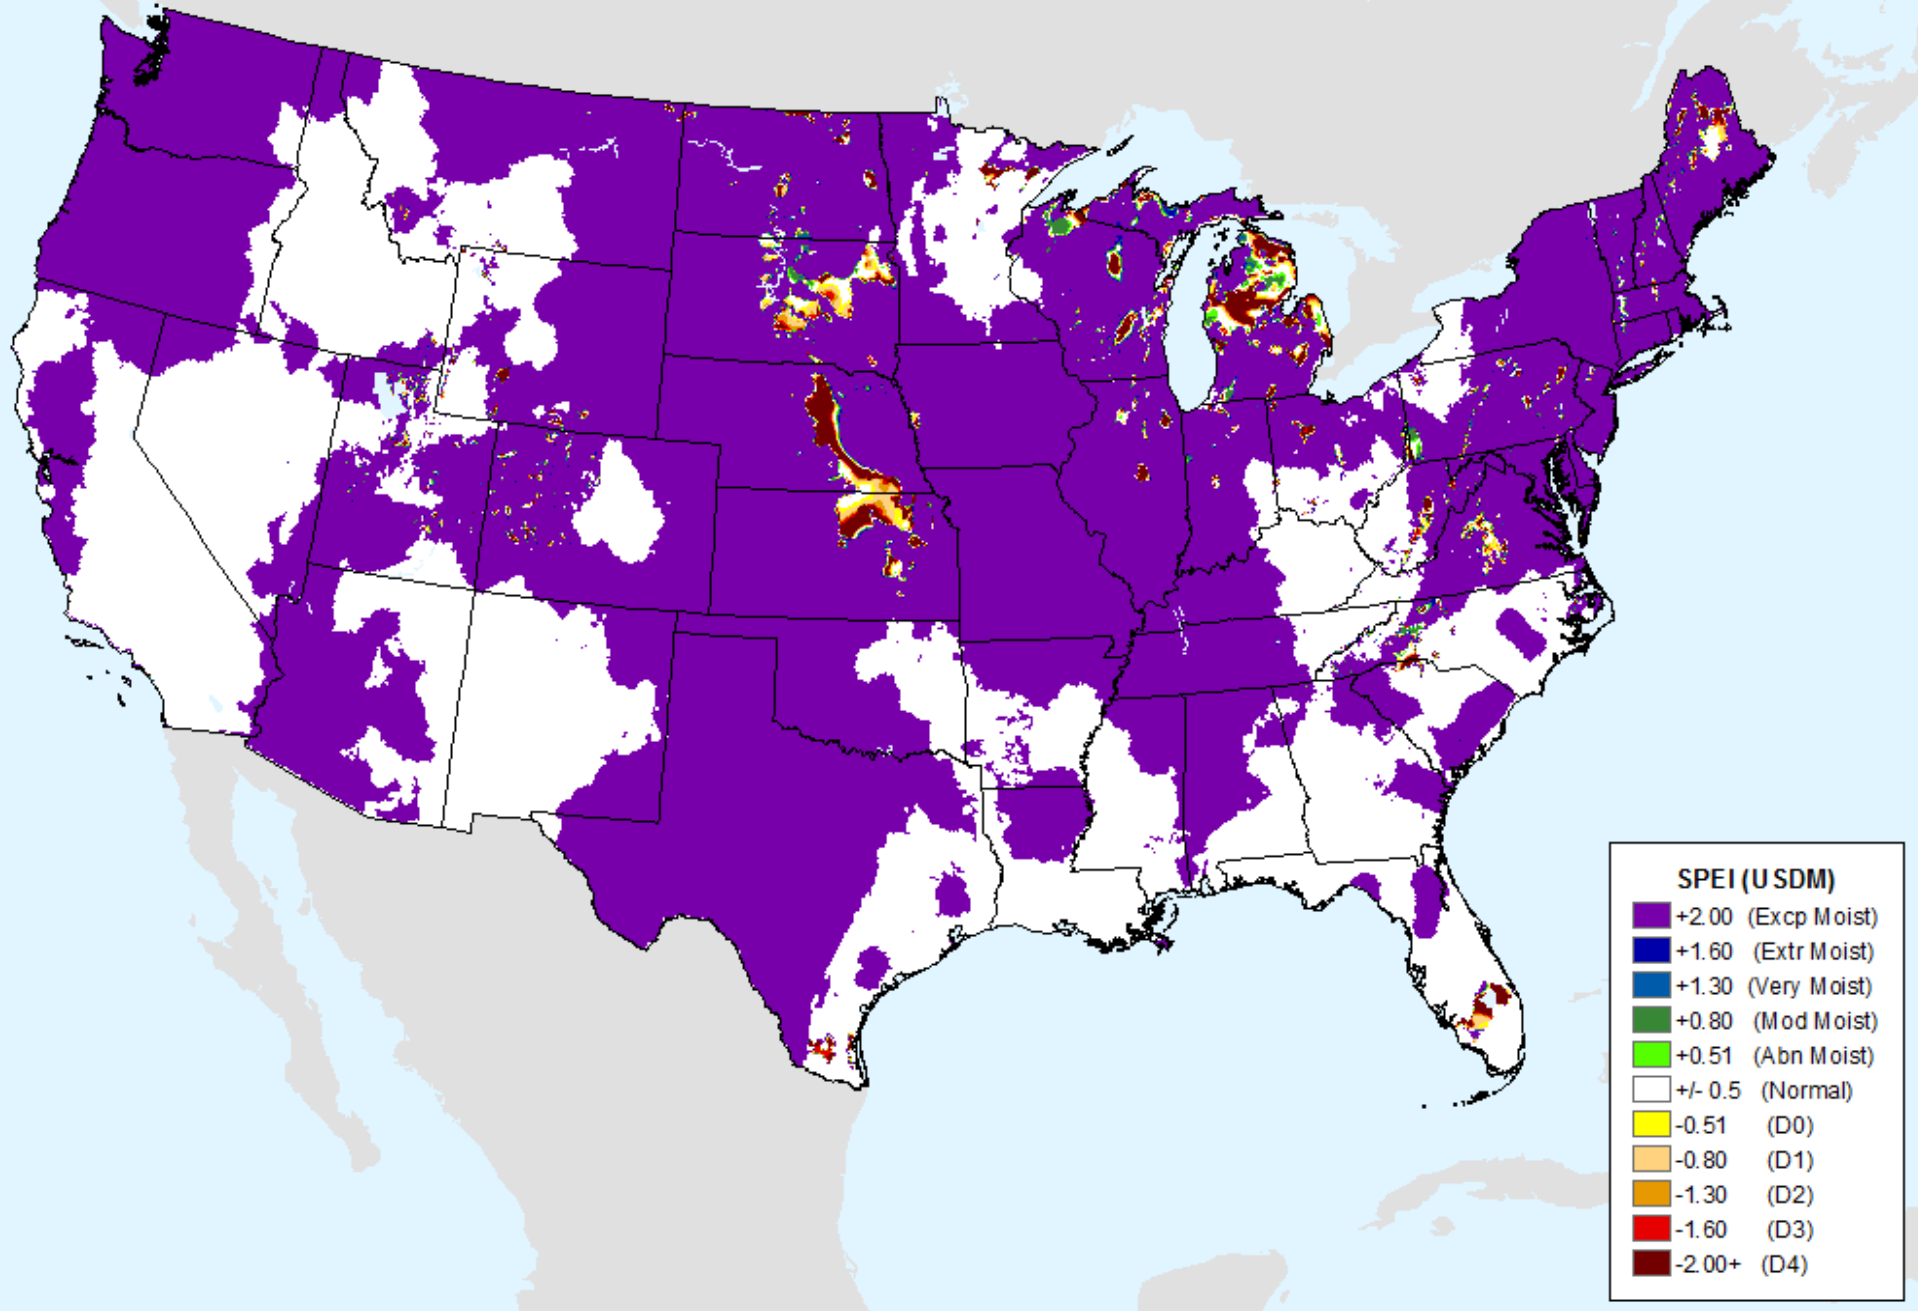 SPEI (USDM)
+2.00 (Excp Moist)
+1.60 (Extr Moist)
+1.30 (Very Moist)
+0.80 (Mod Moist)
+0.51 (Abn Moist)
+/- 0.5 (Normal)
-0.51 (D0)
-0.80 (D1)
-1.30 (D2)
-1.60 (D3)
-2.00+ (D4)